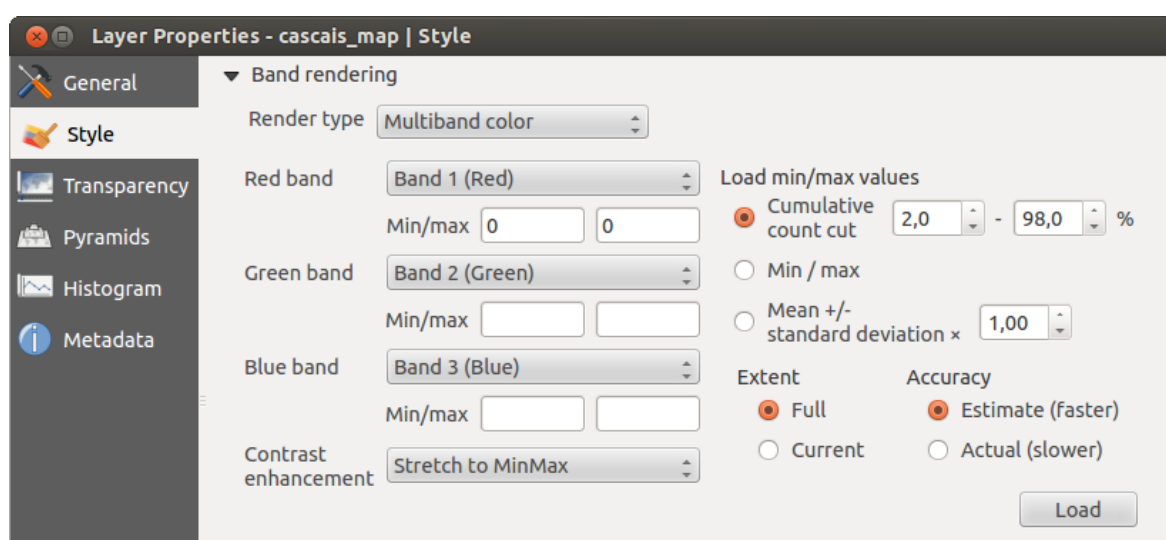 Layer Properties - cascais_map | Style
General
Style
Transparency
Pyramids
Histogram
Metadata
Band rendering
Render type Multiband color
Red band Band 1 (Red)
Min/max 0 0
Green band Band 2 (Green)
Min/max
Blue band Band 3 (Blue)
Min/max
Contrast
enhancement Stretch to MinMax
Load min/max values
Cumulative
count cut 2,0 - 98,0 %
Min / max
Mean +/-
standard deviation × 1,00
Extent
Full
Current
Accuracy
Estimate (faster)
Actual (slower)
Load